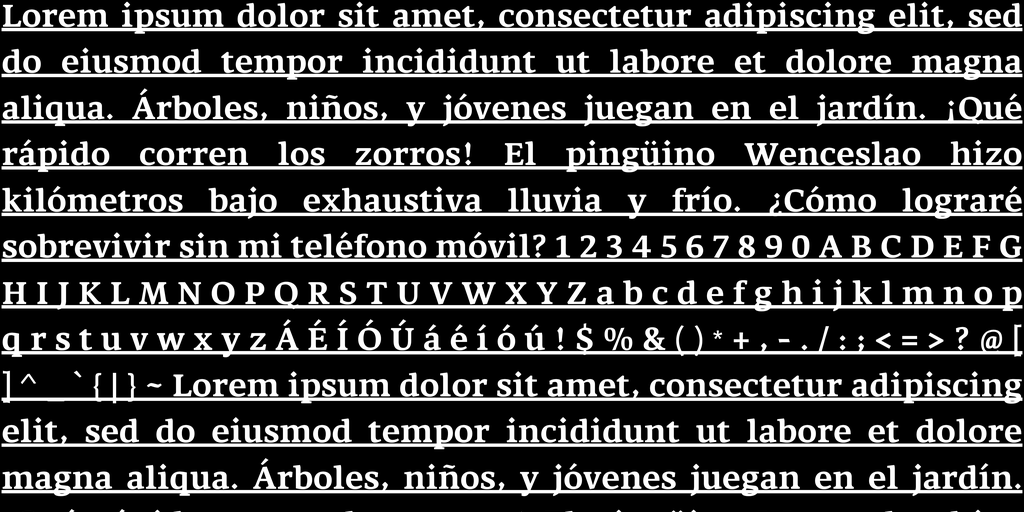 Lorem ipsum dolor sit amet, consectetur adipiscing elit, sed
do eiusmod tempor incididunt ut labore et dolore magna
aliqua. Árboles, niños, y jóvenes juegan en el jardín. ¡Qué
rápido corren los zorros! El pingüino Wenceslao hizo
kilómetros bajo exhaustiva lluvia y frío. ¿Cómo lograré
sobrevivir sin mi teléfono móvil? 1 2 3 4 5 6 7 8 9 0 A B C D E F G
H I J K L M N O P Q R S T U V W X Y Z a b c d e f g h i j k l m n o p
q r s t u v w x y z Á É Í Ó Ú á é í ó ú ! $ % & ( ) * + , - . / : ; < = > ? @ [
] ^ _ ` { | } ~ Lorem ipsum dolor sit amet, consectetur adipiscing
elit, sed do eiusmod tempor incididunt ut labore et dolore
magna aliqua. Árboles, niños, y jóvenes juegan en el jardín.